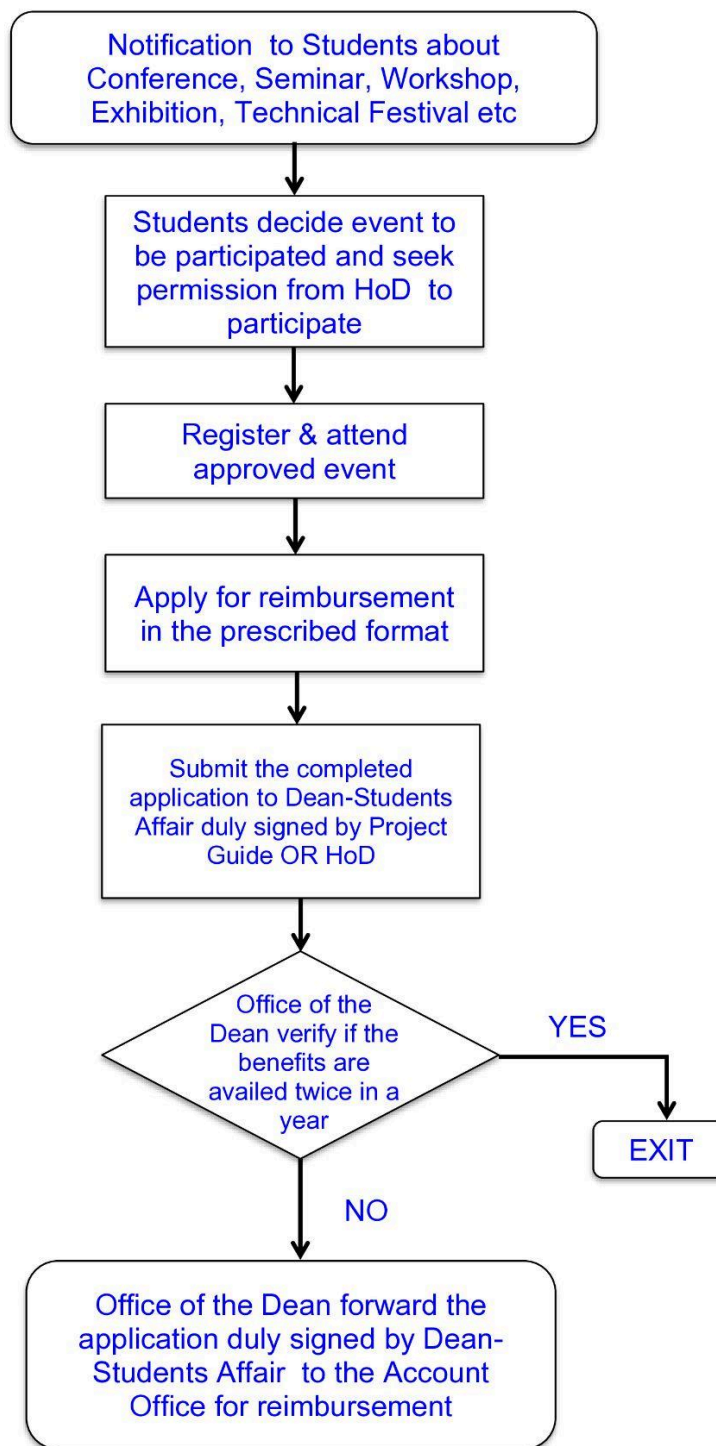 Notification to Students about
Conference, Seminar, Workshop,
Exhibition, Technical Festival etc
Students decide event to
be participated and seek
permission from HoD to
participate
Register & attend
approved event
Apply for reimbursement
in the prescribed format
Submit the completed
application to Dean-Students
Affair duly signed by Project
Guide OR HoD
Office of the
Dean verify if the
benefits are
availed twice in a
year
YES
EXIT
NO
Office of the Dean forward the
application duly signed by Dean-
Students Affair to the Account
Office for reimbursement